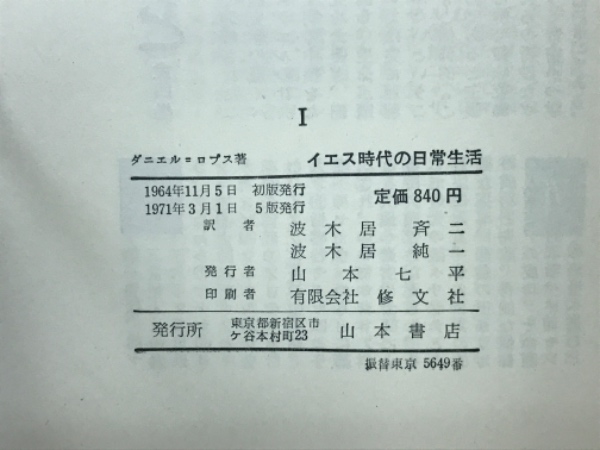 I
ダニエル=ロプス著 イエス時代の日常生活
1964年11月5日 初版発行 定価840円
1971年3月1日 5版発行
訳者 波木居斉二
波木居純一
発行者 山本七平
印刷者 有限会社 修文社
発行所 東京都新宿区市 山本書店
ケ谷本村町23
振替東京 5649番